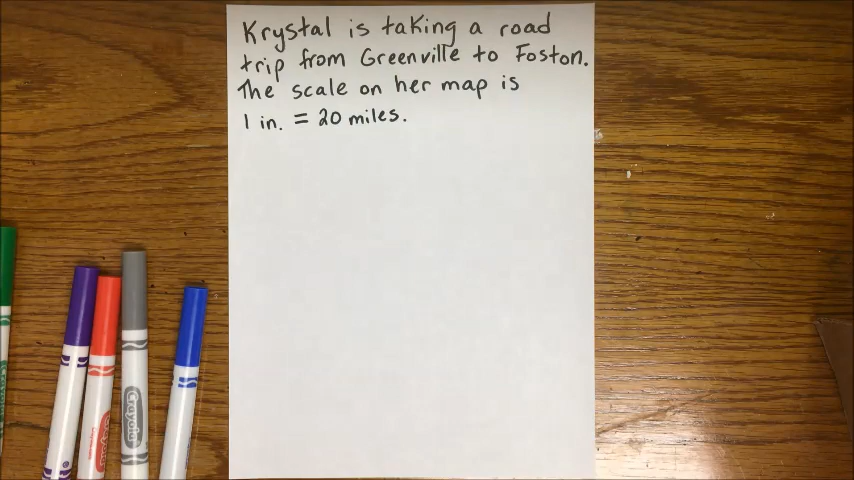 Krystal is taking a road
trip from Greenville to Foston.
The scale on her map is
1 in. = 20 miles.
Crayola